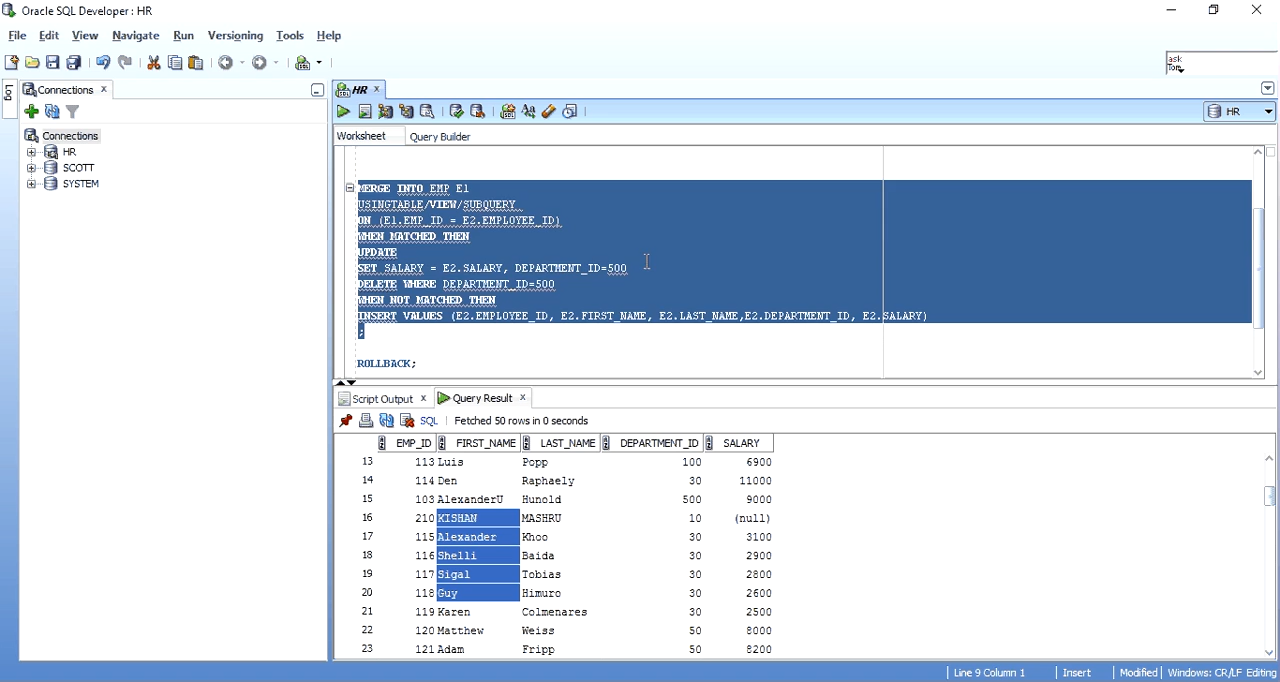 Oracle SQL Developer : HR
File Edit View Navigate Run Versioning Tools Help
ask
Tom
Log
Connections
HR
HR
Connections
Worksheet Query Builder
HR
SCOTT
SYSTEM
MERGE INTO EMP E1
USINGTABLE/VIEW/SUBQUERY
ON (E1.EMP_ID = E2.EMPLOYEE_ID)
WHEN MATCHED THEN
UPDATE
SET SALARY = E2.SALARY, DEPARTMENT_ID=500
DELETE WHERE DEPARTMENT_ID=500
WHEN NOT MATCHED THEN
INSERT VALUES (E2.EMPLOYEE_ID, E2.FIRST_NAME, E2.LAST_NAME,E2.DEPARTMENT_ID, E2.SALARY)
;
ROLLBACK;
Script Output Query Result
SQL Fetched 50 rows in 0 seconds
EMP_ID FIRST_NAME LAST_NAME DEPARTMENT_ID SALARY
13 113 Luis Popp 100 6900
14 114 Den Raphaely 30 11000
15 103 AlexanderU Hunold 500 9000
16 210 KISHAN MASHRU 10 (null)
17 115 Alexander Khoo 30 3100
18 116 Shelli Baida 30 2900
19 117 Sigal Tobias 30 2800
20 118 Guy Himuro 30 2600
21 119 Karen Colmenares 30 2500
22 120 Matthew Weiss 50 8000
23 121 Adam Fripp 50 8200
Line 9 Column 1 Insert Modified Windows: CR/LF Editing